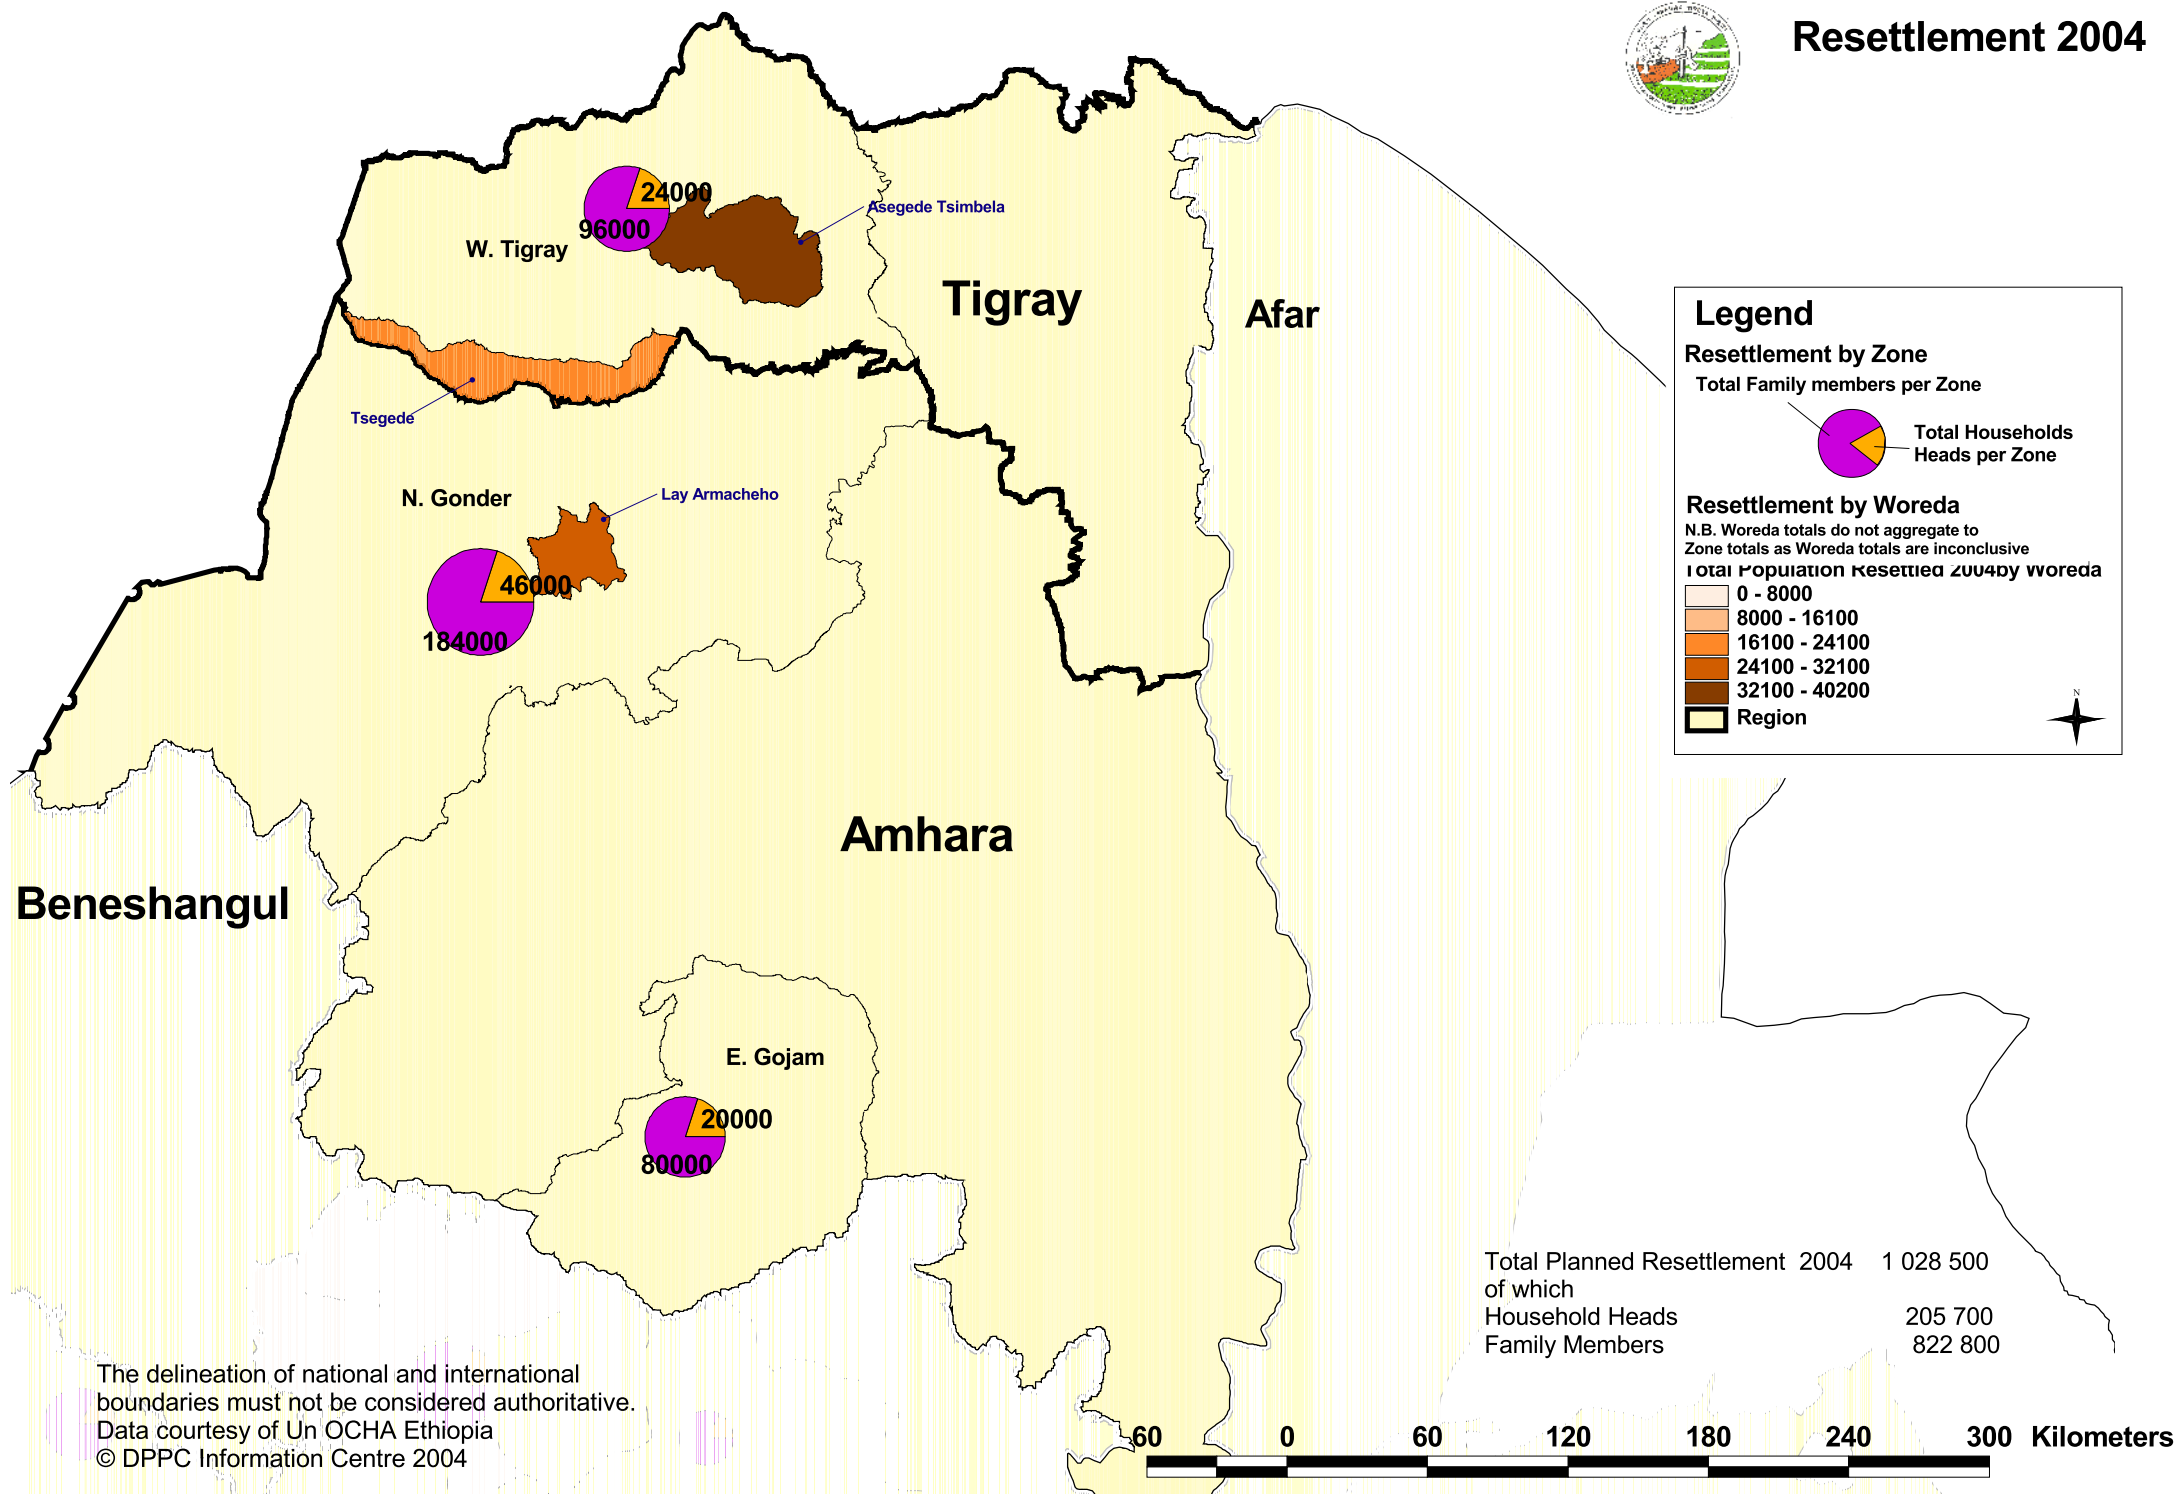 Resettlement 2004
24000
Asegede Tsimbela
96000
W. Tigray
Tigray
Afar
Tsegede
N. Gonder
Lay Armacheho
46000
184000
Amhara
Beneshangul
E. Gojam
20000
80000
Legend
Resettlement by Zone
Total Family members per Zone
Total Households
Heads per Zone
Resettlement by Woreda
N.B. Woreda totals do not aggregate to
Zone totals as Woreda totals are inconclusive
Total Population Resettled 2004by Woreda
0 - 8000
8000 - 16100
16100 - 24100
24100 - 32100
32100 - 40200
Region
N
Total Planned Resettlement 2004 1 028 500
of which
Household Heads 205 700
Family Members 822 800
The delineation of national and international
boundaries must not be considered authoritative.
Data courtesy of Un OCHA Ethiopia
© DPPC Information Centre 2004
60 0 60 120 180 240 300 Kilometers